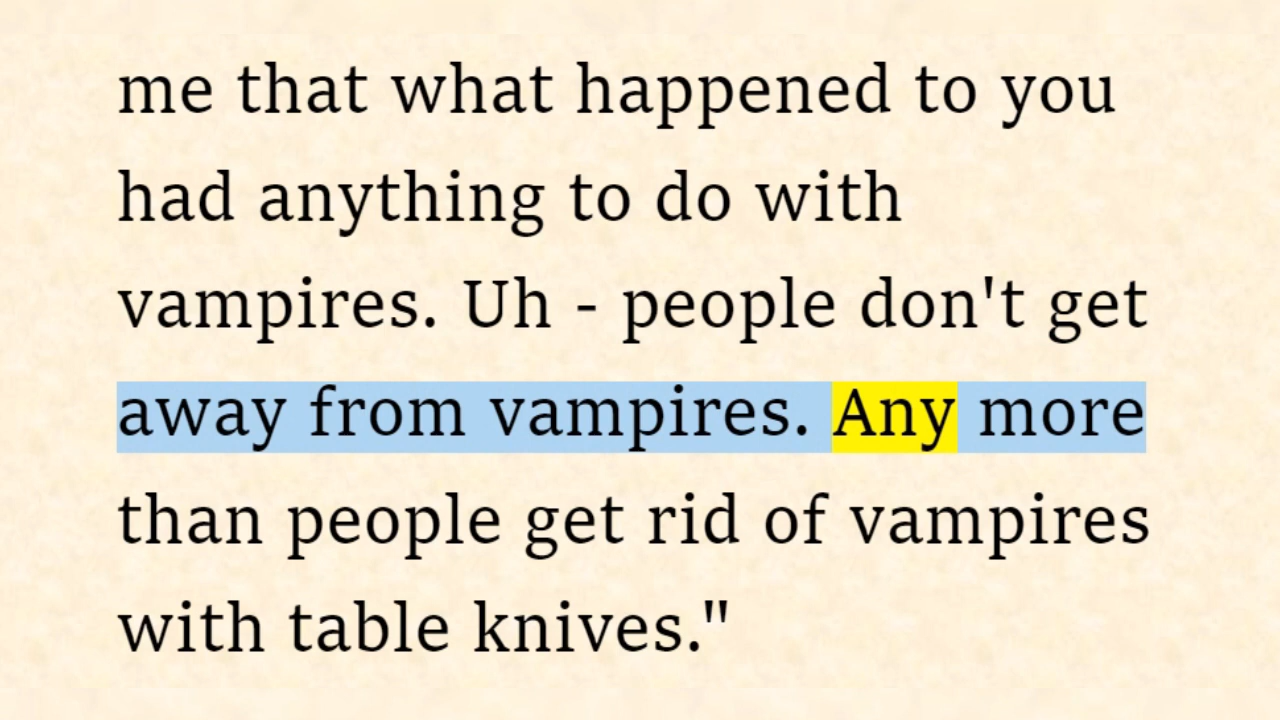 me that what happened to you
had anything to do with
vampires. Uh - people don't get
away from vampires. Any more
than people get rid of vampires
with table knives."